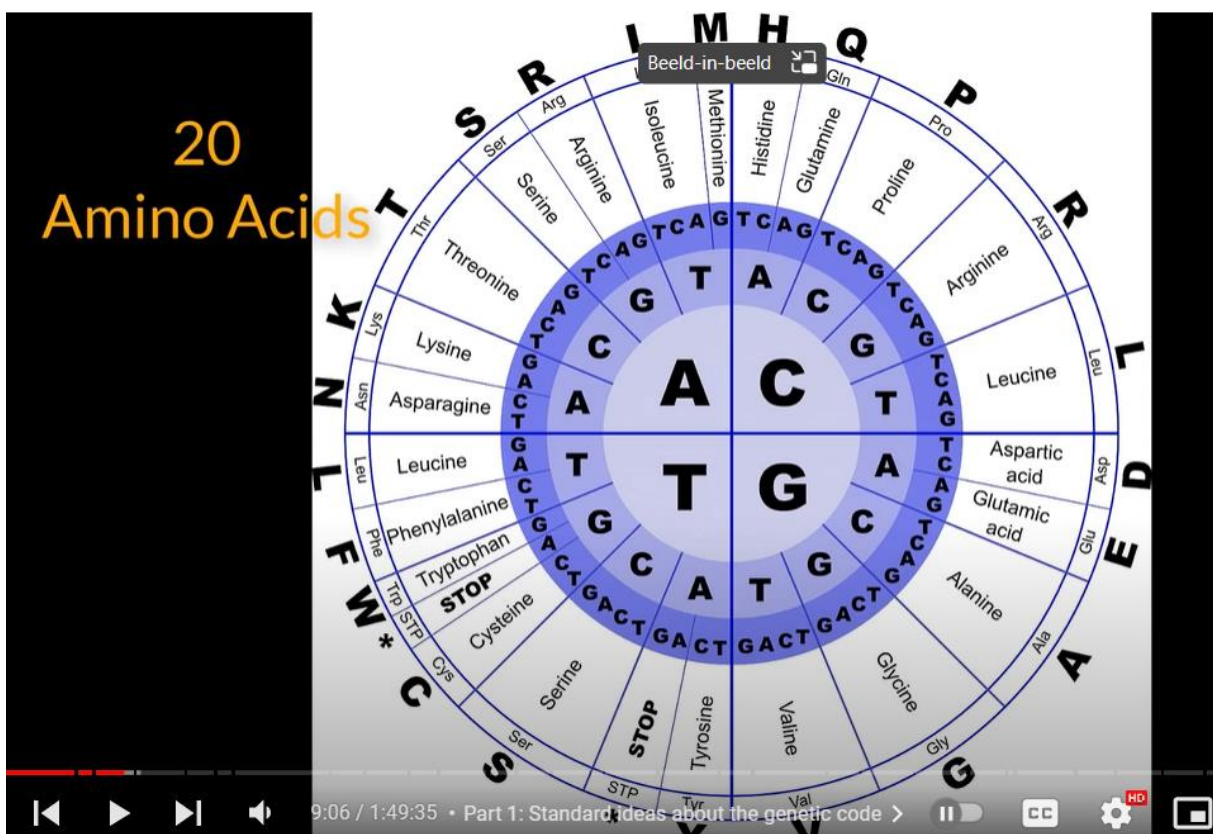 20
Amino Acids
Beeld-in-beeld
I
M
H
Q
P
R
L
D
E
A
G
S
C
*
W
F
L
N
K
T
S
R
Gln
Pro
Arg
Leu
Asp
Glu
Ala
Gly
Val
Tyr
STP
Ser
Cys
STP
Trp
Phe
Leu
Asn
Lys
Thr
Ser
Arg
Isoleucine
Methionine
Histidine
Glutamine
Proline
Arginine
Leucine
Aspartic
acid
Glutamic
acid
Alanine
Glycine
Valine
Tyrosine
STOP
Serine
Cysteine
STOP
Tryptophan
Phenylalanine
Leucine
Asparagine
Lysine
Threonine
Serine
Arginine
T C A G T C A G T C A G T C A G
T C A G T C A G T C A G T C A G
T C A G T C A G T C A G T C A G
T C A G T C A G T C A G T C A G
A C G T
A C G T
A C G T
A C G T
A C
T G
9:06 / 1:49:35 • Part 1: Standard ideas about the genetic code
CC
HD